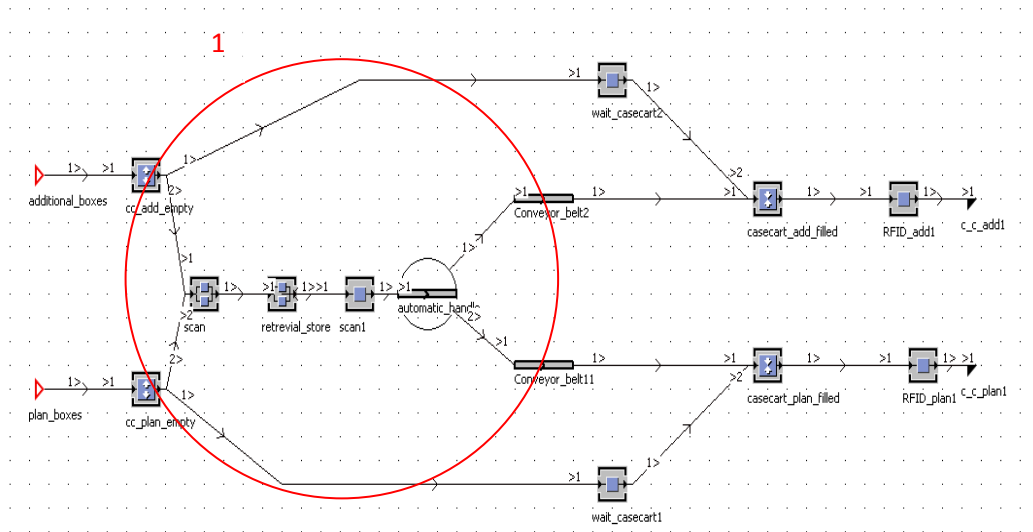 1
1>
>1
wait_casecart2
1>
>2
1>
>1
additional_boxes
1>
2>
cc_add_empty
>1
Conveyor_belt2
1>
>1
casecart_add_filled
1>
>1
RFID_add1
1>
>1
c_c_add1
1>
>1
>2
scan
1>
>1
retrevial_store
1>
>1
scan1
1>
>1
automatic_handle
1>
2>
>1
Conveyor_belt11
1>
>1
>2
casecart_plan_filled
1>
>1
RFID_plan1
1>
>1
c_c_plan1
1>
>1
plan_boxes
2>
1>
cc_plan_empty
>1
wait_casecart1
1>